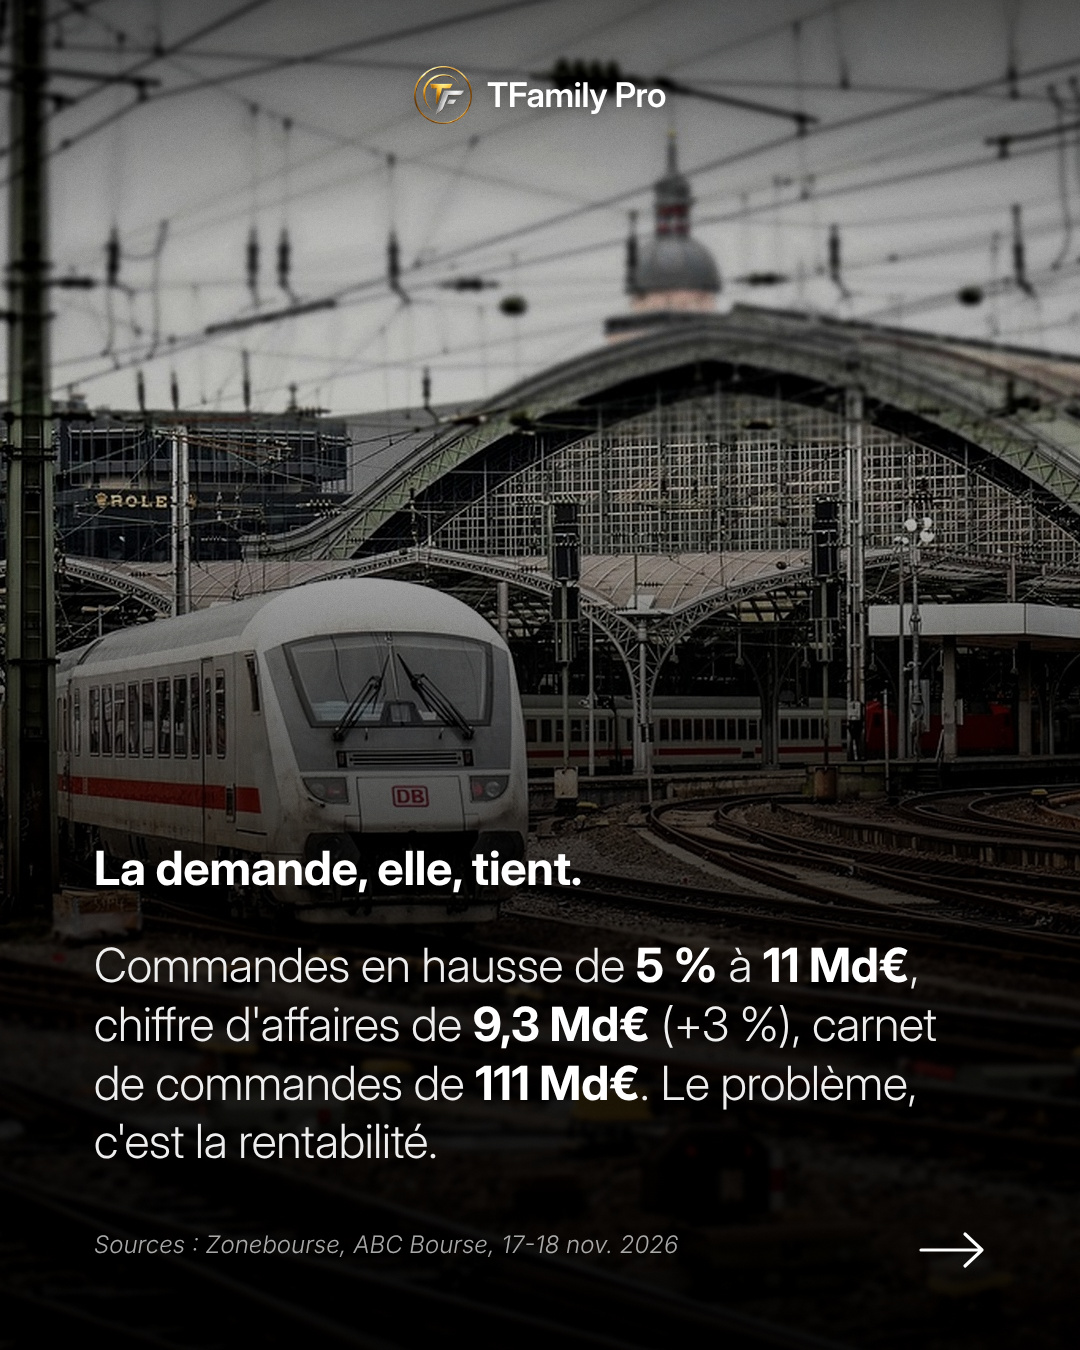 TFamily Pro
ROLE
DB
La demande, elle, tient.
Commandes en hausse de 5 % à 11 Md€,
chiffre d'affaires de 9,3 Md€ (+3 %), carnet
de commandes de 111 Md€. Le problème,
c'est la rentabilité.
Sources : Zonebourse, ABC Bourse, 17-18 nov. 2026